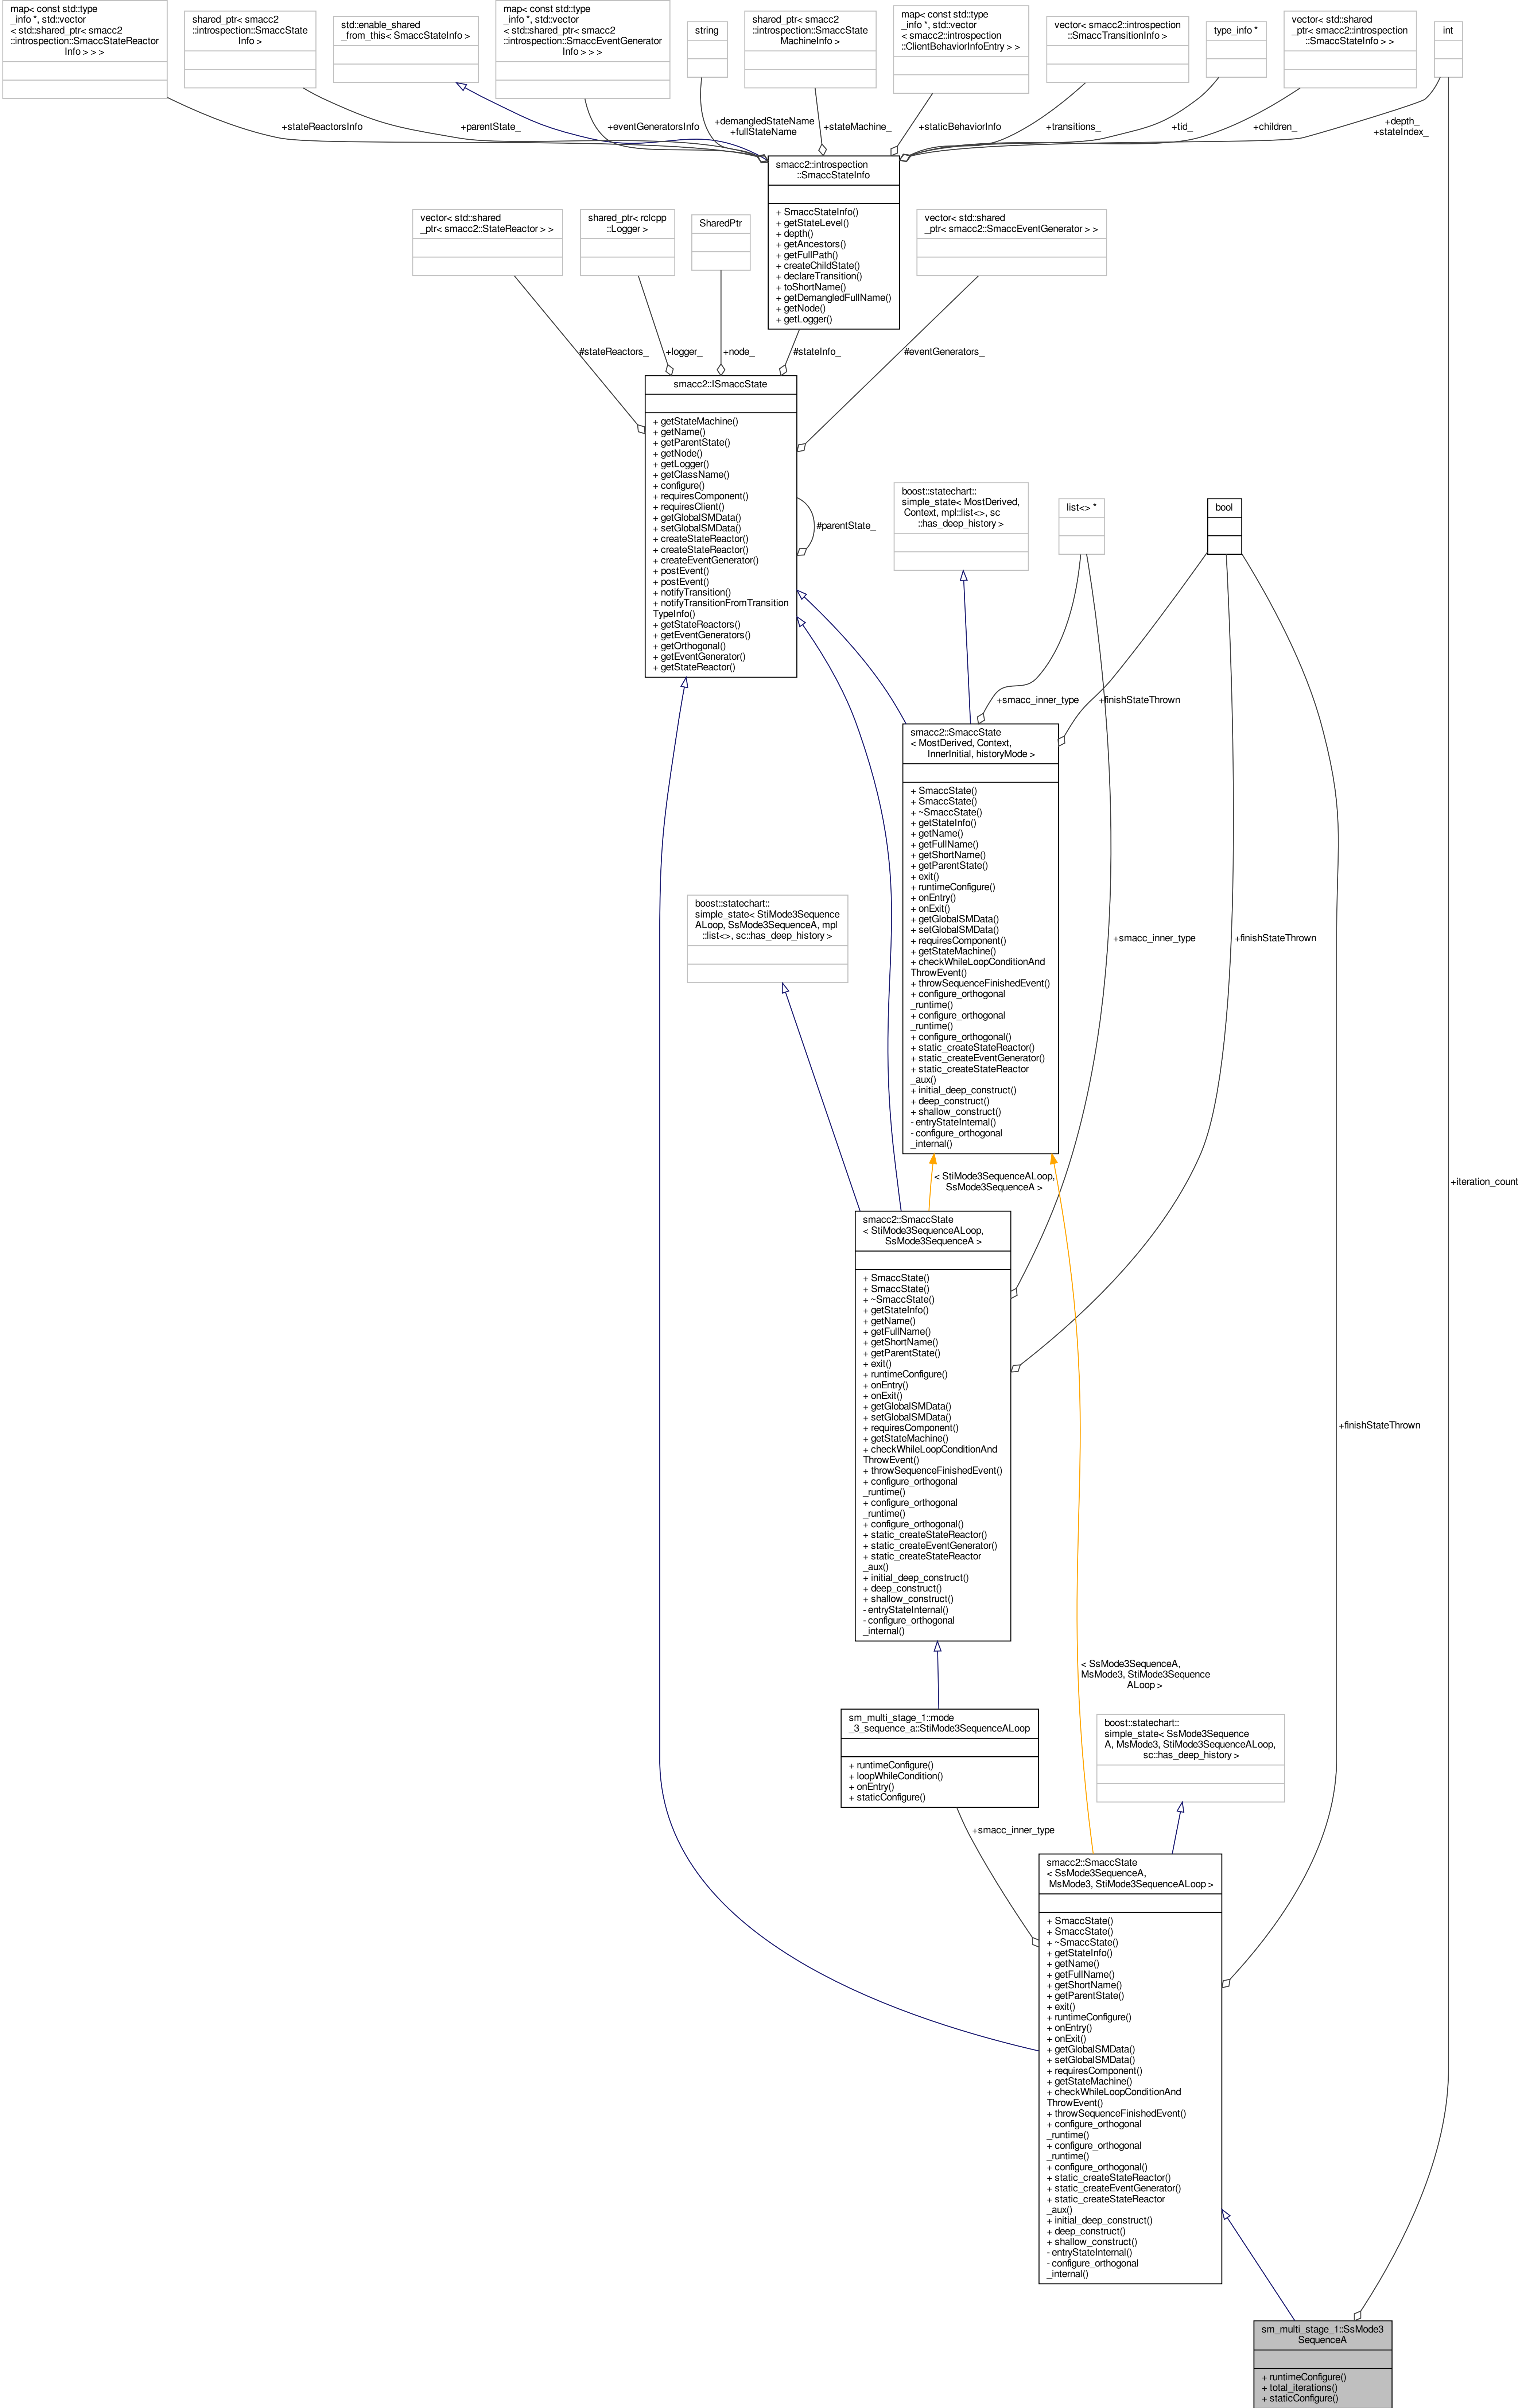 map< const std::type
_info *, std::vector
< std::shared_ptr< smacc2
::introspection::SmaccStateReactor
Info > > >
shared_ptr< smacc2
::introspection::SmaccState
Info >
std::enable_shared
_from_this< SmaccStateInfo >
map< const std::type
_info *, std::vector
< std::shared_ptr< smacc2
::introspection::SmaccEventGenerator
Info > > >
string
shared_ptr< smacc2
::introspection::SmaccState
MachineInfo >
map< const std::type
_info *, std::vector
< smacc2::introspection
::ClientBehaviorInfoEntry > >
vector< smacc2::introspection
::SmaccTransitionInfo >
type_info *
vector< std::shared
_ptr< smacc2::introspection
::SmaccStateInfo > >
int
+stateReactorsInfo
+parentState_
+eventGeneratorsInfo
+demangledStateName
+fullStateName
+stateMachine_
+staticBehaviorInfo
+transitions_
+tid_
+children_
+depth_
+stateIndex_
smacc2::introspection
::SmaccStateInfo
+ SmaccStateInfo()
+ getStateLevel()
+ depth()
+ getAncestors()
+ getFullPath()
+ createChildState()
+ declareTransition()
+ toShortName()
+ getDemangledFullName()
+ getNode()
+ getLogger()
vector< std::shared
_ptr< smacc2::StateReactor > >
shared_ptr< rclcpp
::Logger >
SharedPtr
vector< std::shared
_ptr< smacc2::SmaccEventGenerator > >
#stateReactors_
+logger_
+node_
#stateInfo_
#eventGenerators_
smacc2::ISmaccState
+ getStateMachine()
+ getName()
+ getParentState()
+ getNode()
+ getLogger()
+ getClassName()
+ configure()
+ requiresComponent()
+ requiresClient()
+ getGlobalSMData()
+ setGlobalSMData()
+ createStateReactor()
+ createStateReactor()
+ createEventGenerator()
+ postEvent()
+ postEvent()
+ notifyTransition()
+ notifyTransitionFromTransition
TypeInfo()
+ getStateReactors()
+ getEventGenerators()
+ getOrthogonal()
+ getEventGenerator()
+ getStateReactor()
#parentState_
boost::statechart::
simple_state< MostDerived,
Context, mpl::list<>, sc
::has_deep_history >
list<> *
bool
+smacc_inner_type
+finishStateThrown
smacc2::SmaccState
< MostDerived, Context,
InnerInitial, historyMode >
+ SmaccState()
+ SmaccState()
+ ~SmaccState()
+ getStateInfo()
+ getName()
+ getFullName()
+ getShortName()
+ getParentState()
+ exit()
+ runtimeConfigure()
+ onEntry()
+ onExit()
+ getGlobalSMData()
+ setGlobalSMData()
+ requiresComponent()
+ getStateMachine()
+ checkWhileLoopConditionAnd
ThrowEvent()
+ throwSequenceFinishedEvent()
+ configure_orthogonal
_runtime()
+ configure_orthogonal
_runtime()
+ configure_orthogonal()
+ static_createStateReactor()
+ static_createEventGenerator()
+ static_createStateReactor
_aux()
+ initial_deep_construct()
+ deep_construct()
+ shallow_construct()
- entryStateInternal()
- configure_orthogonal
_internal()
boost::statechart::
simple_state< StiMode3Sequence
ALoop, SsMode3SequenceA, mpl
::list<>, sc::has_deep_history >
+smacc_inner_type
+finishStateThrown
< StiMode3SequenceALoop,
SsMode3SequenceA >
+iteration_count
smacc2::SmaccState
< StiMode3SequenceALoop,
SsMode3SequenceA >
+ SmaccState()
+ SmaccState()
+ ~SmaccState()
+ getStateInfo()
+ getName()
+ getFullName()
+ getShortName()
+ getParentState()
+ exit()
+ runtimeConfigure()
+ onEntry()
+ onExit()
+ getGlobalSMData()
+ setGlobalSMData()
+ requiresComponent()
+ getStateMachine()
+ checkWhileLoopConditionAnd
ThrowEvent()
+ throwSequenceFinishedEvent()
+ configure_orthogonal
_runtime()
+ configure_orthogonal
_runtime()
+ configure_orthogonal()
+ static_createStateReactor()
+ static_createEventGenerator()
+ static_createStateReactor
_aux()
+ initial_deep_construct()
+ deep_construct()
+ shallow_construct()
- entryStateInternal()
- configure_orthogonal
_internal()
+finishStateThrown
< SsMode3SequenceA,
MsMode3, StiMode3Sequence
ALoop >
sm_multi_stage_1::mode
_3_sequence_a::StiMode3SequenceALoop
+ runtimeConfigure()
+ loopWhileCondition()
+ onEntry()
+ staticConfigure()
boost::statechart::
simple_state< SsMode3Sequence
A, MsMode3, StiMode3SequenceALoop,
sc::has_deep_history >
+smacc_inner_type
smacc2::SmaccState
< SsMode3SequenceA,
MsMode3, StiMode3SequenceALoop >
+ SmaccState()
+ SmaccState()
+ ~SmaccState()
+ getStateInfo()
+ getName()
+ getFullName()
+ getShortName()
+ getParentState()
+ exit()
+ runtimeConfigure()
+ onEntry()
+ onExit()
+ getGlobalSMData()
+ setGlobalSMData()
+ requiresComponent()
+ getStateMachine()
+ checkWhileLoopConditionAnd
ThrowEvent()
+ throwSequenceFinishedEvent()
+ configure_orthogonal
_runtime()
+ configure_orthogonal
_runtime()
+ configure_orthogonal()
+ static_createStateReactor()
+ static_createEventGenerator()
+ static_createStateReactor
_aux()
+ initial_deep_construct()
+ deep_construct()
+ shallow_construct()
- entryStateInternal()
- configure_orthogonal
_internal()
sm_multi_stage_1::SsMode3
SequenceA
+ runtimeConfigure()
+ total_iterations()
+ staticConfigure()